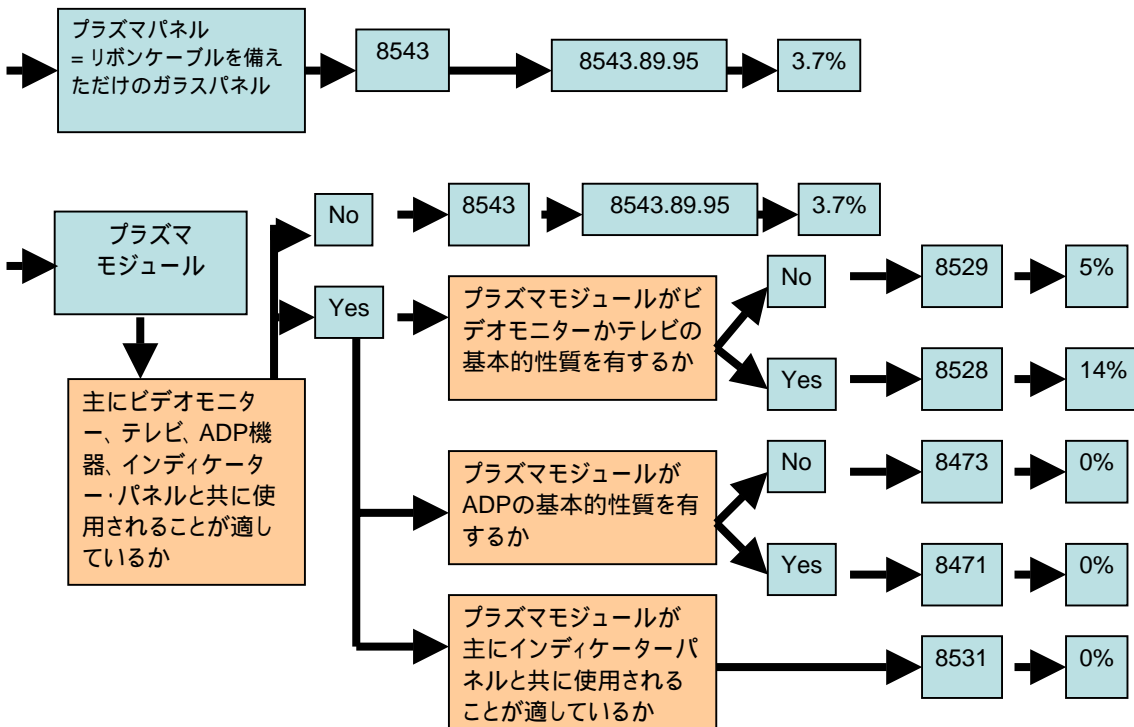 プラズマパネル
= リボンケーブルを備え
ただけのガラスパネル
8543
8543.89.95
3.7%
プラズマ
モジュール
No
8543
8543.89.95
3.7%
Yes
主にビデオモニタ
ー、テレビ、ADP機
器、インディケータ
ー・パネルと共に使
用されることが適し
ているか
プラズマモジュールがビ
デオモニターかテレビの
基本的性質を有するか
No
8529
5%
Yes
8528
14%
プラズマモジュールが
ADPの基本的性質を有
するか
No
8473
0%
Yes
8471
0%
プラズマモジュールが
主にインディケーターパ
ネルと共に使用される
ことが適しているか
8531
0%